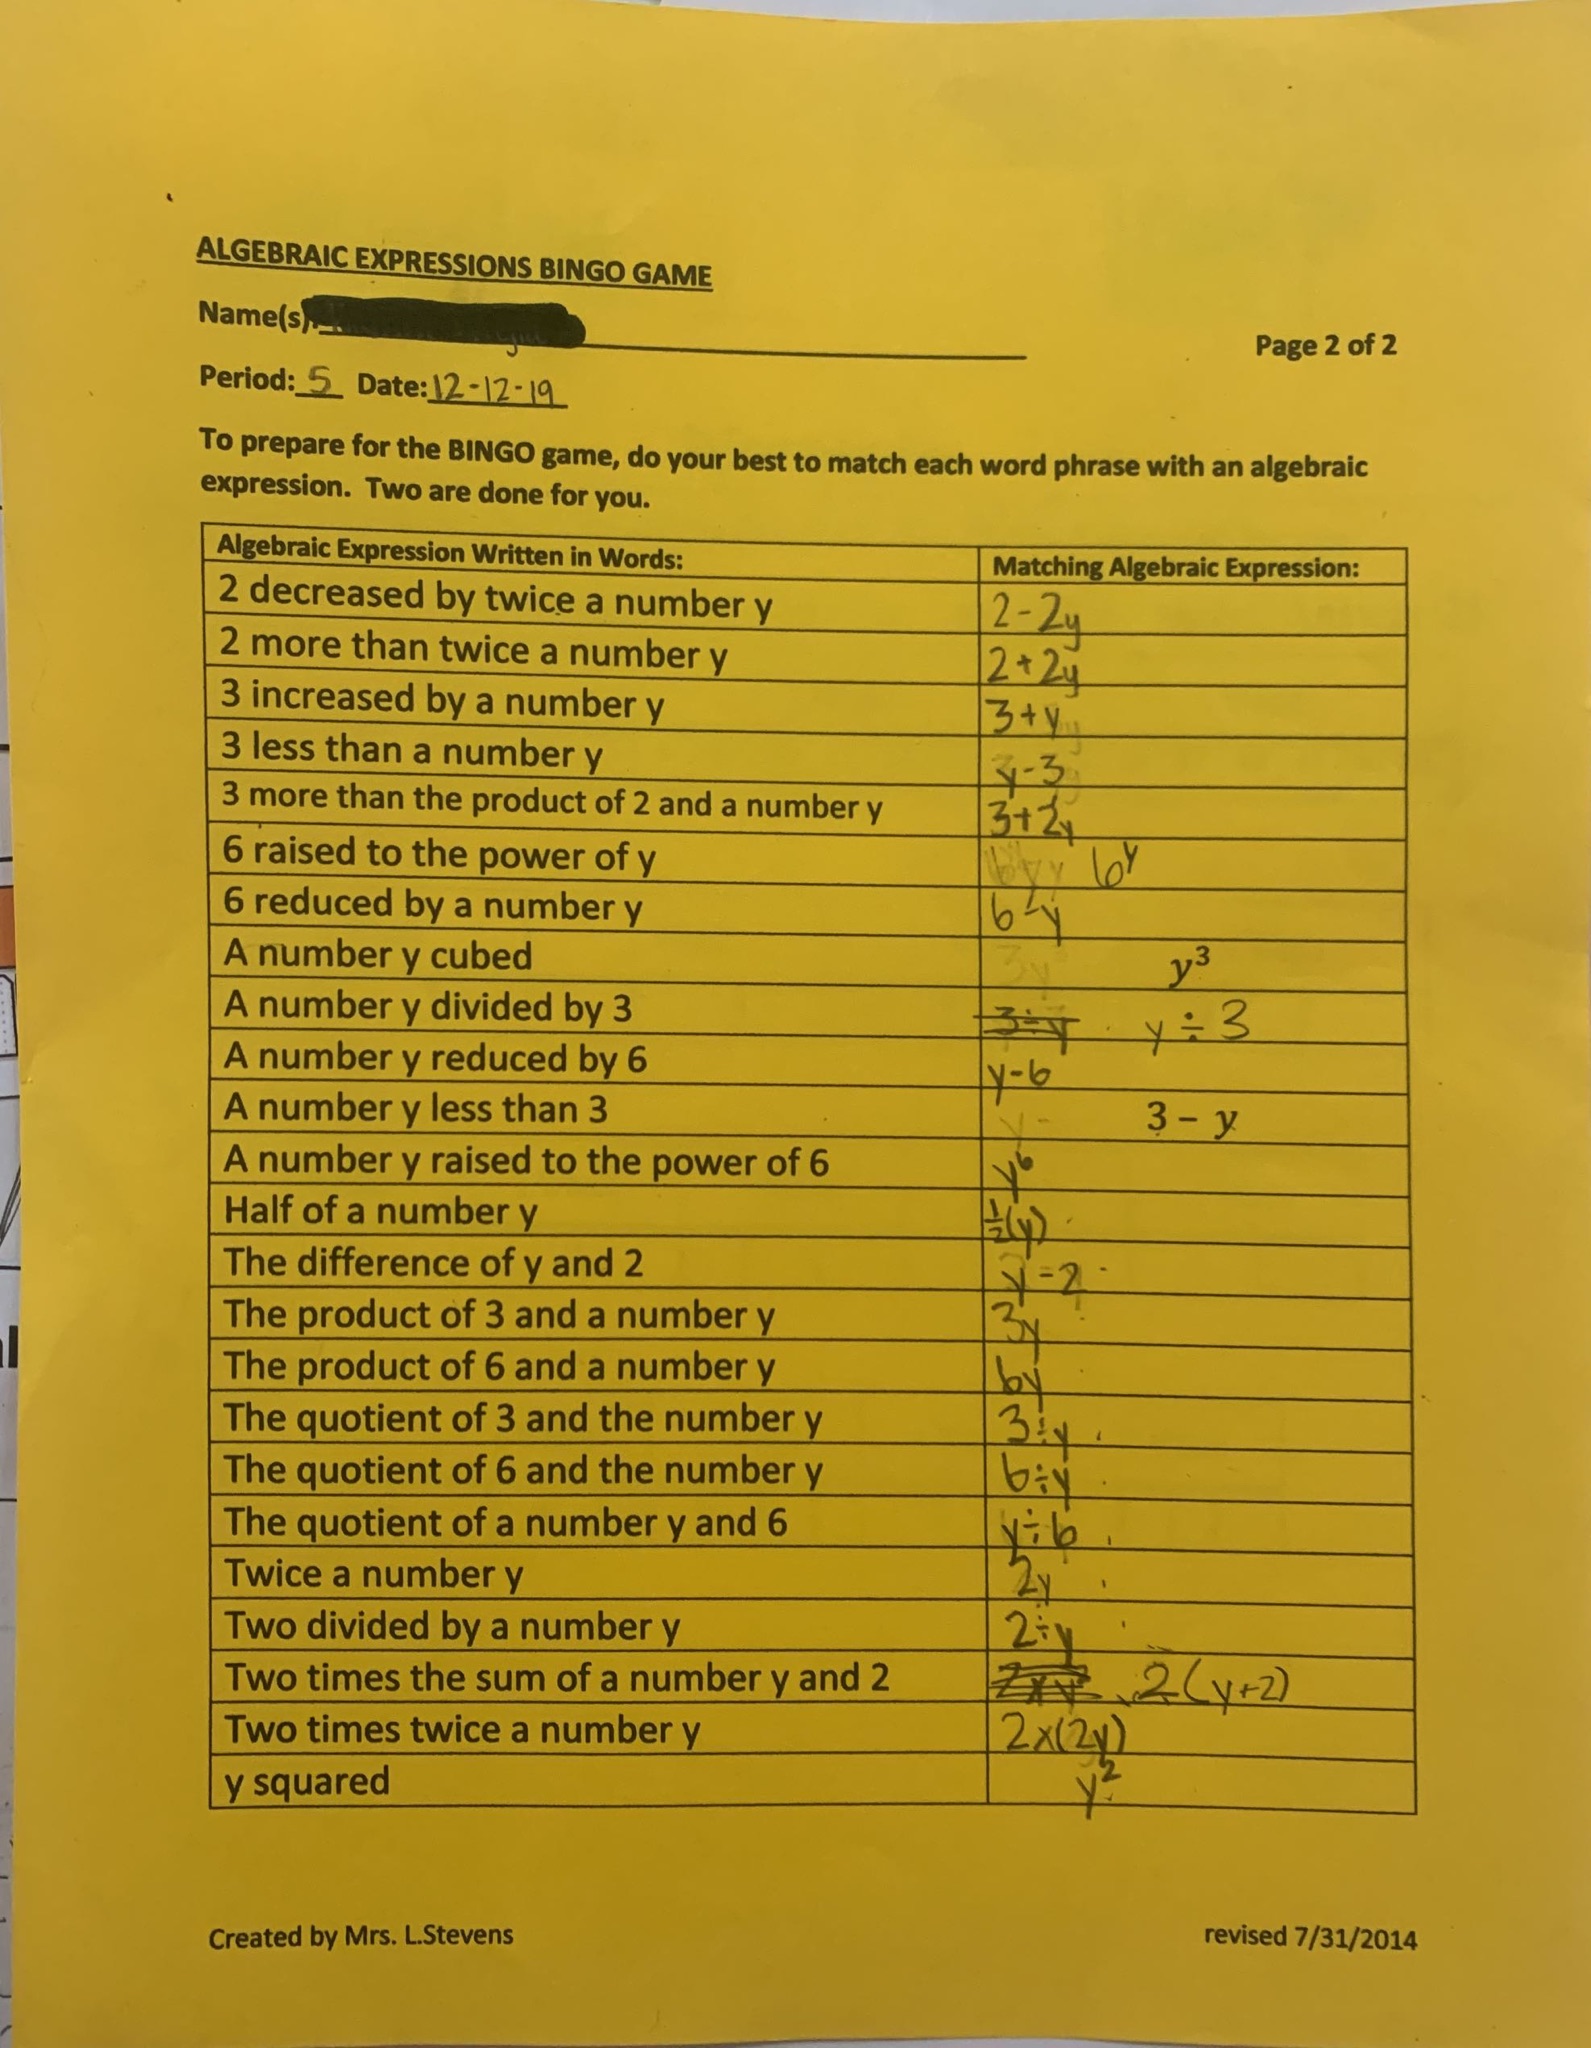 ALGEBRAIC EXPRESSIONS BINGO GAME
Name(s):
Page 2 of 2
Period: 5 Date: 12-12-19
To prepare for the BINGO game, do your best to match each word phrase with an algebraic
expression. Two are done for you.
Algebraic Expression Written in Words: Matching Algebraic Expression:
2 decreased by twice a number y 2-2y
2 more than twice a number y 2+2y
3 increased by a number y 3+y
3 less than a number y y-3
3 more than the product of 2 and a number y 3+2y
6 raised to the power of y 6^y
6 reduced by a number y 6-y
A number y cubed y³
A number y divided by 3 3÷y y÷3
A number y reduced by 6 y-6
A number y less than 3 3 – y
A number y raised to the power of 6 y⁶
Half of a number y ½(y)
The difference of y and 2 y-2
The product of 3 and a number y 3y
The product of 6 and a number y 6y
The quotient of 3 and the number y 3÷y
The quotient of 6 and the number y 6÷y
The quotient of a number y and 6 y÷6
Twice a number y 2y
Two divided by a number y 2÷y
Two times the sum of a number y and 2 2(y+2)
Two times twice a number y 2x(2y)
y squared y²
Created by Mrs. L.Stevens revised 7/31/2014